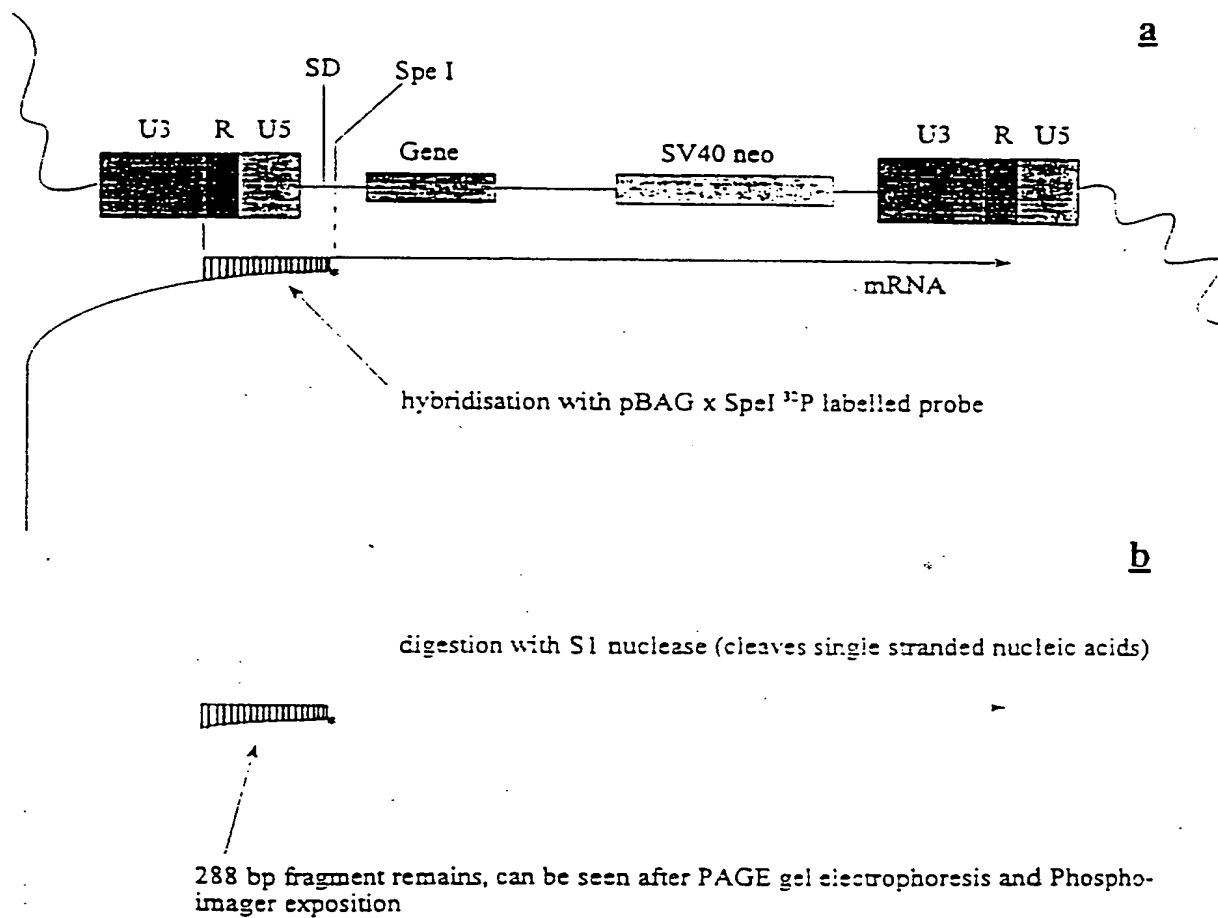 a
SD
Spe I
U3 R U5
Gene
SV40 neo
U3 R U5
mRNA
hybridisation with pBAG x SpeI ³²P labelled probe
b
digestion with S1 nuclease (cleaves single stranded nucleic acids)
288 bp fragment remains, can be seen after PAGE gel electrophoresis and Phospho-
imager exposition